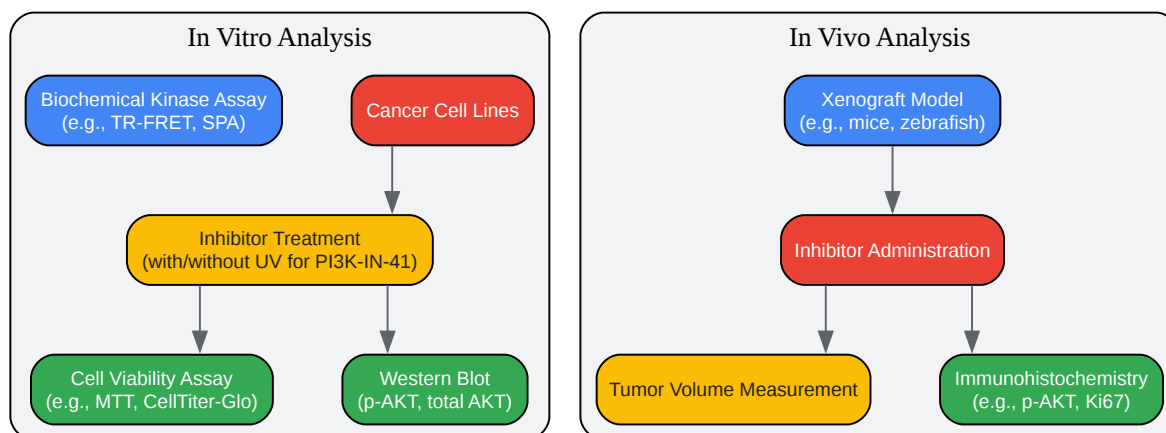 In Vitro Analysis
Biochemical Kinase Assay
(e.g., TR-FRET, SPA)
Cancer Cell Lines
Inhibitor Treatment
(with/without UV for PI3K-IN-41)
Cell Viability Assay
(e.g., MTT, CellTiter-Glo)
Western Blot
(p-AKT, total AKT)
In Vivo Analysis
Xenograft Model
(e.g., mice, zebrafish)
Inhibitor Administration
Tumor Volume Measurement
Immunohistochemistry
(e.g., p-AKT, Ki67)